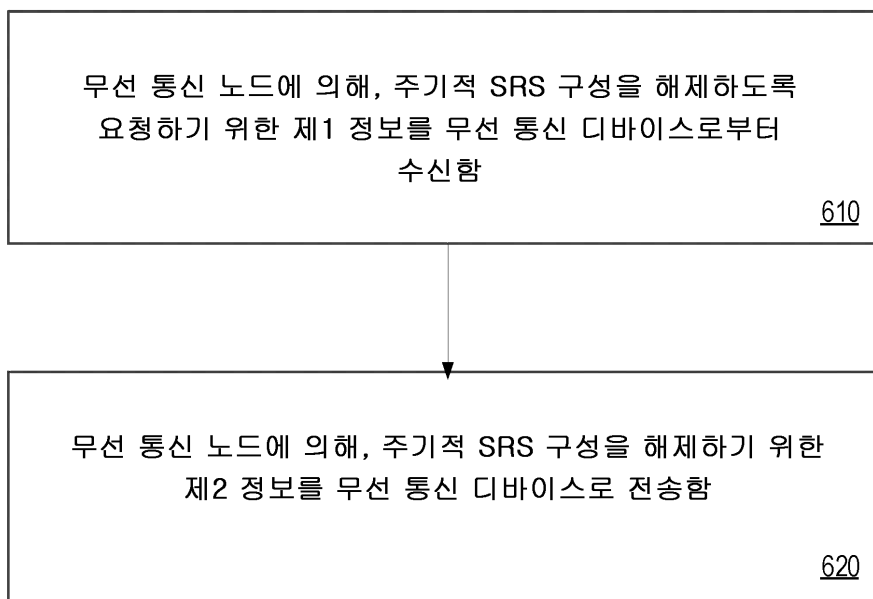 무선 통신 노드에 의해, 주기적 SRS 구성을 해제하도록
요청하기 위한 제1 정보를 무선 통신 디바이스로부터
수신함
610
무선 통신 노드에 의해, 주기적 SRS 구성을 해제하기 위한
제2 정보를 무선 통신 디바이스로 전송함
620